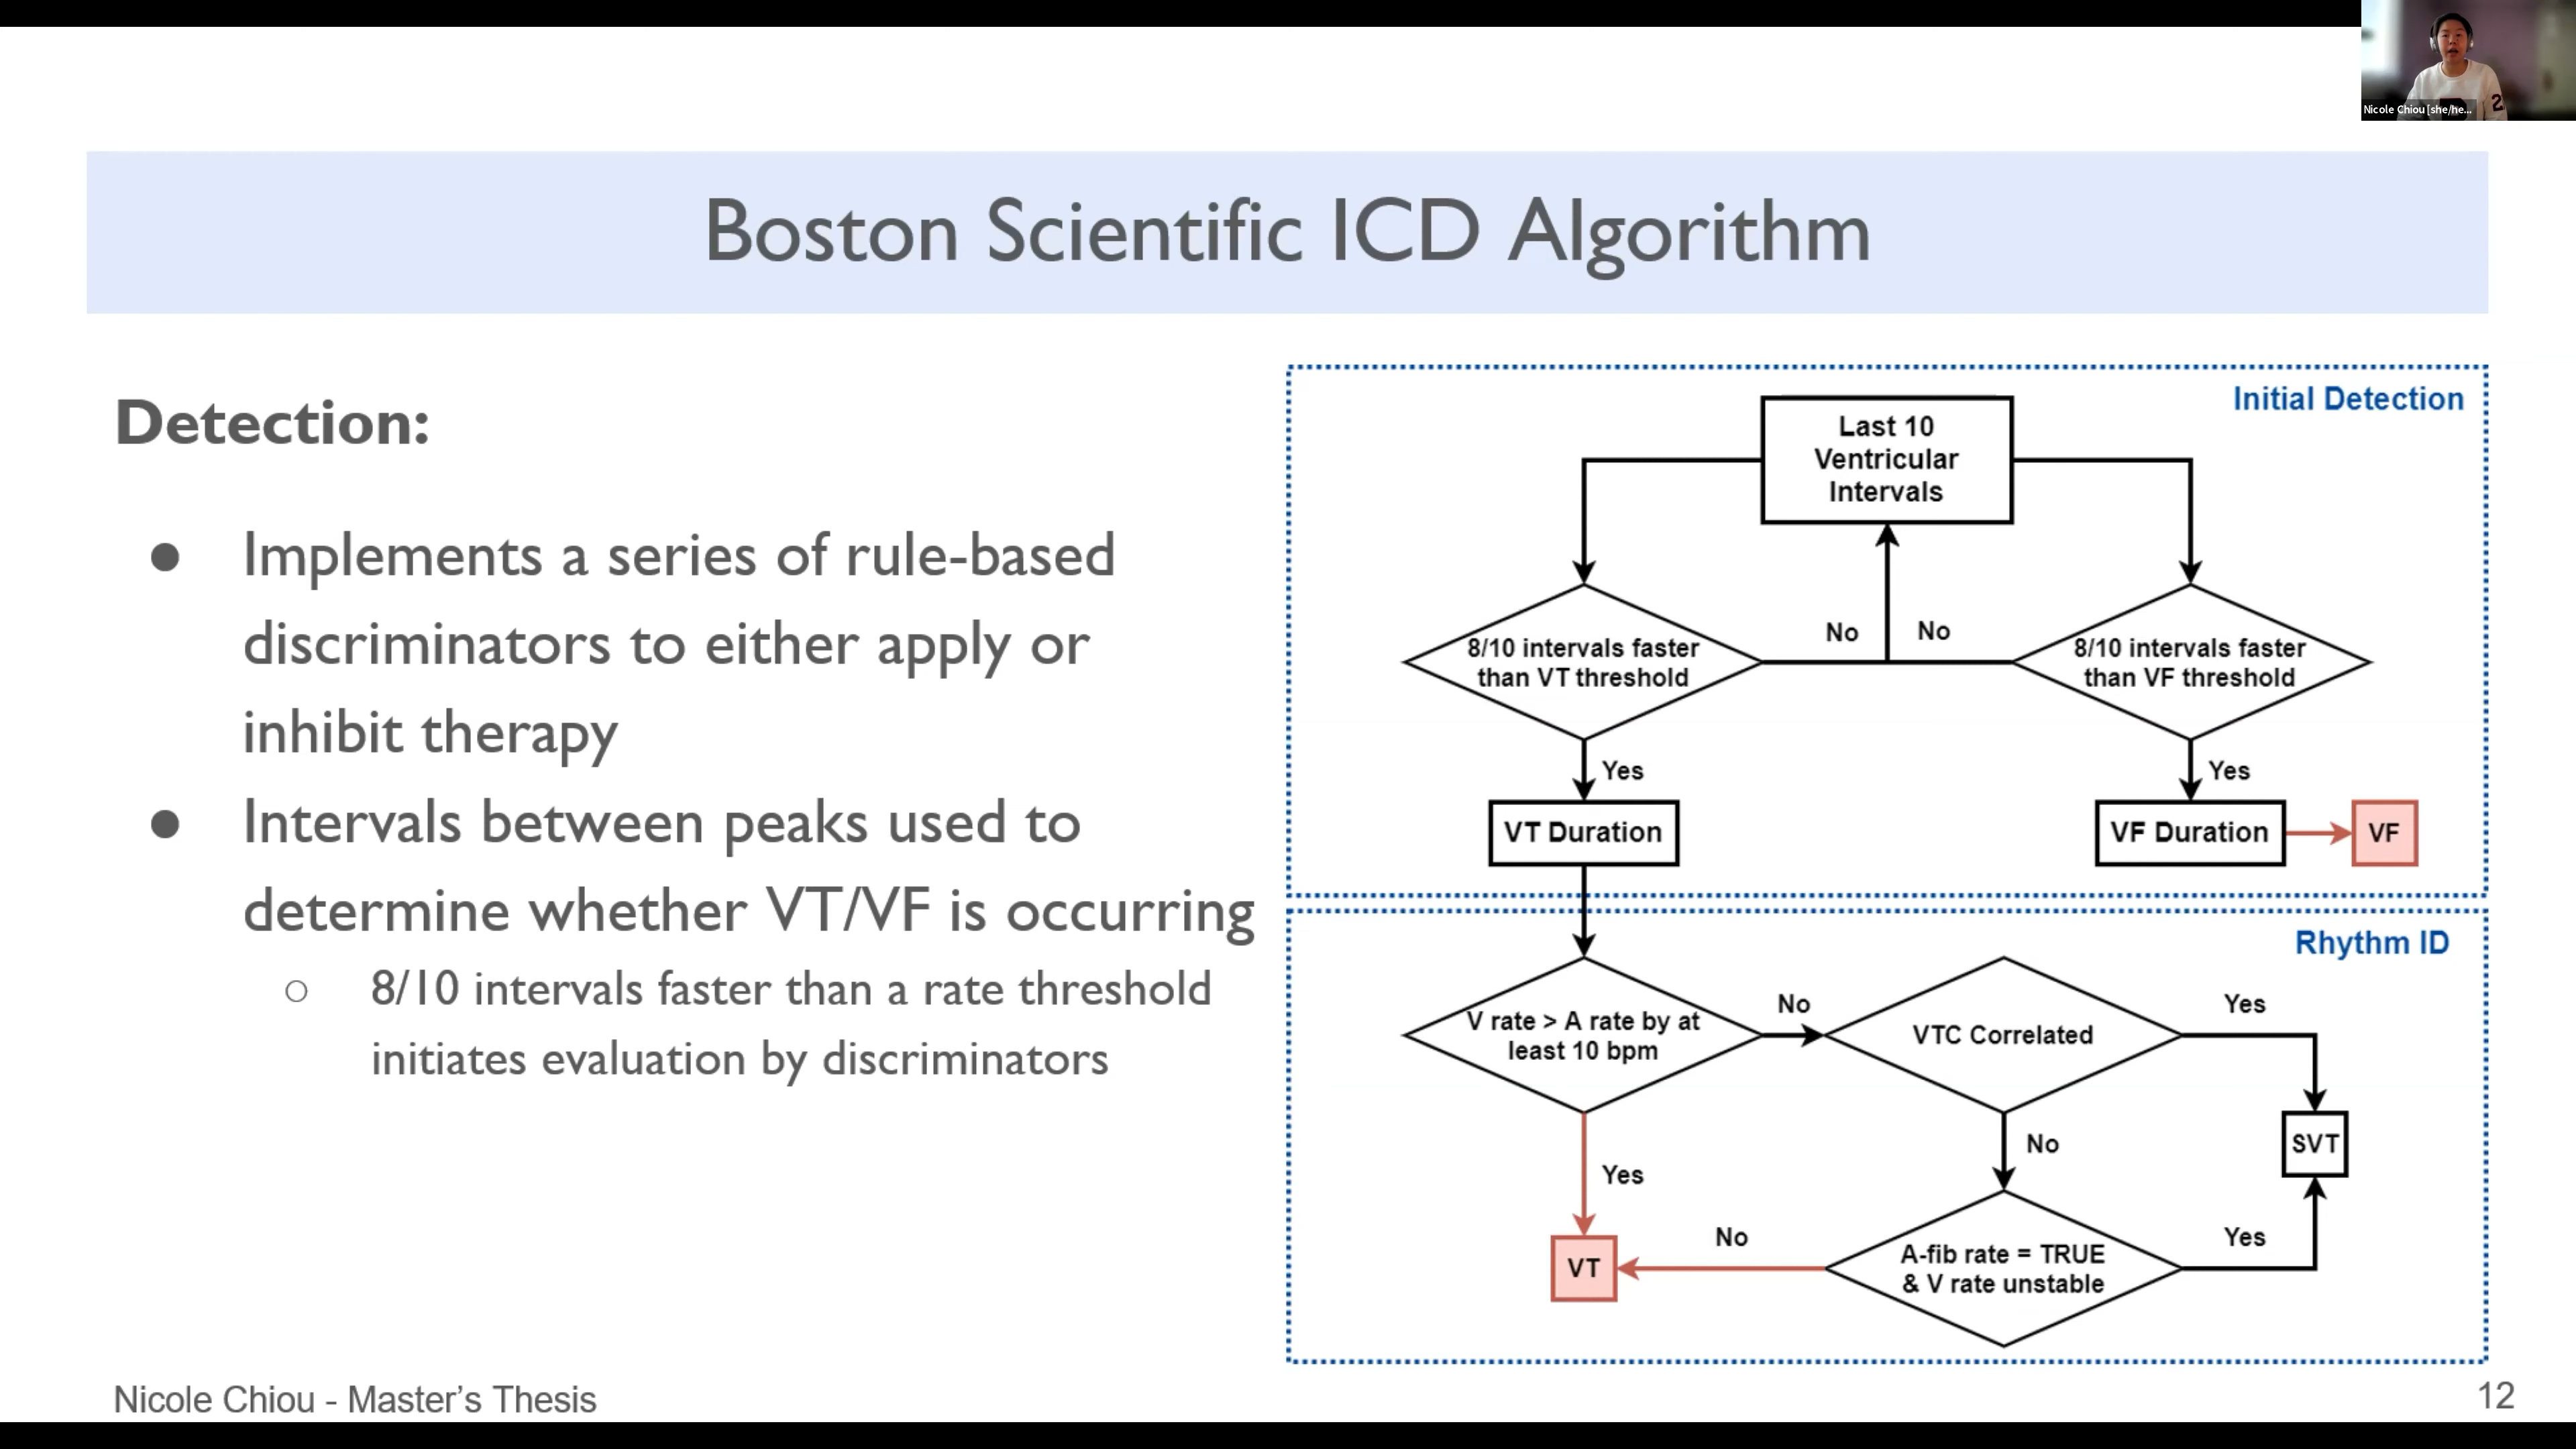 Nicole Chiou [she/he...
Boston Scientific ICD Algorithm
Detection:
● Implements a series of rule-based
discriminators to either apply or
inhibit therapy
● Intervals between peaks used to
determine whether VT/VF is occurring
○ 8/10 intervals faster than a rate threshold
initiates evaluation by discriminators
Initial Detection
Last 10
Ventricular
Intervals
8/10 intervals faster
than VT threshold
No
No
8/10 intervals faster
than VF threshold
Yes
Yes
VT Duration
VF Duration
VF
Rhythm ID
V rate > A rate by at
least 10 bpm
No
VTC Correlated
Yes
No
SVT
Yes
VT
No
A-fib rate = TRUE
& V rate unstable
Yes
Nicole Chiou - Master's Thesis
12
2